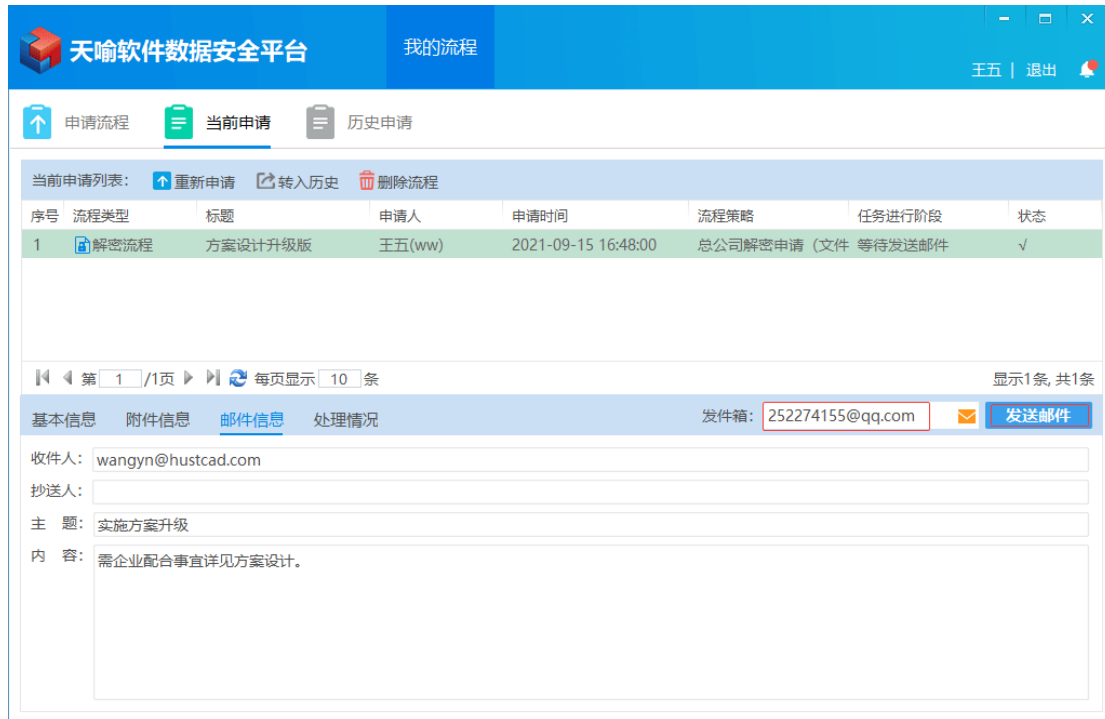 天喻软件数据安全平台
我的流程
王五 | 退出
申请流程 当前申请 历史申请
当前申请列表: 重新申请 转入历史 删除流程
序号 流程类型 标题 申请人 申请时间 流程策略 任务进行阶段 状态
1 解密流程 方案设计升级版 王五(ww) 2021-09-15 16:48:00 总公司解密申请（文件 等待发送邮件 √
第 1 /1页 每页显示 10 条 显示1条, 共1条
基本信息 附件信息 邮件信息 处理情况 发件箱: 252274155@qq.com 发送邮件
收件人: wangyn@hustcad.com
抄送人:
主 题: 实施方案升级
内 容: 需企业配合事宜详见方案设计。